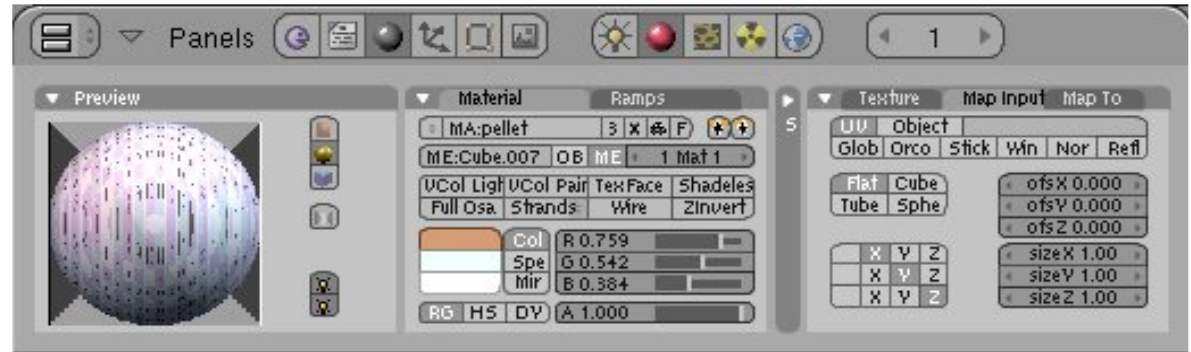 Panels 1
Preview
Material Ramps
MA:pellet 3 X F
ME:Cube.007 OB ME 1 Mat 1
VCol Ligh VCol Pain TexFace Shadeles
Full Osa Strands Wire ZInvert
Col R 0.759
Spe G 0.542
Mir B 0.384
RG HS DY A 1.000
S
Texture Map Input Map To
UV Object
Glob Orco Stick Win Nor Refl
Flat Cube ofsX 0.000
Tube Sphe ofsY 0.000
ofsZ 0.000
X Y Z sizeX 1.00
X Y Z sizeY 1.00
X Y Z sizeZ 1.00